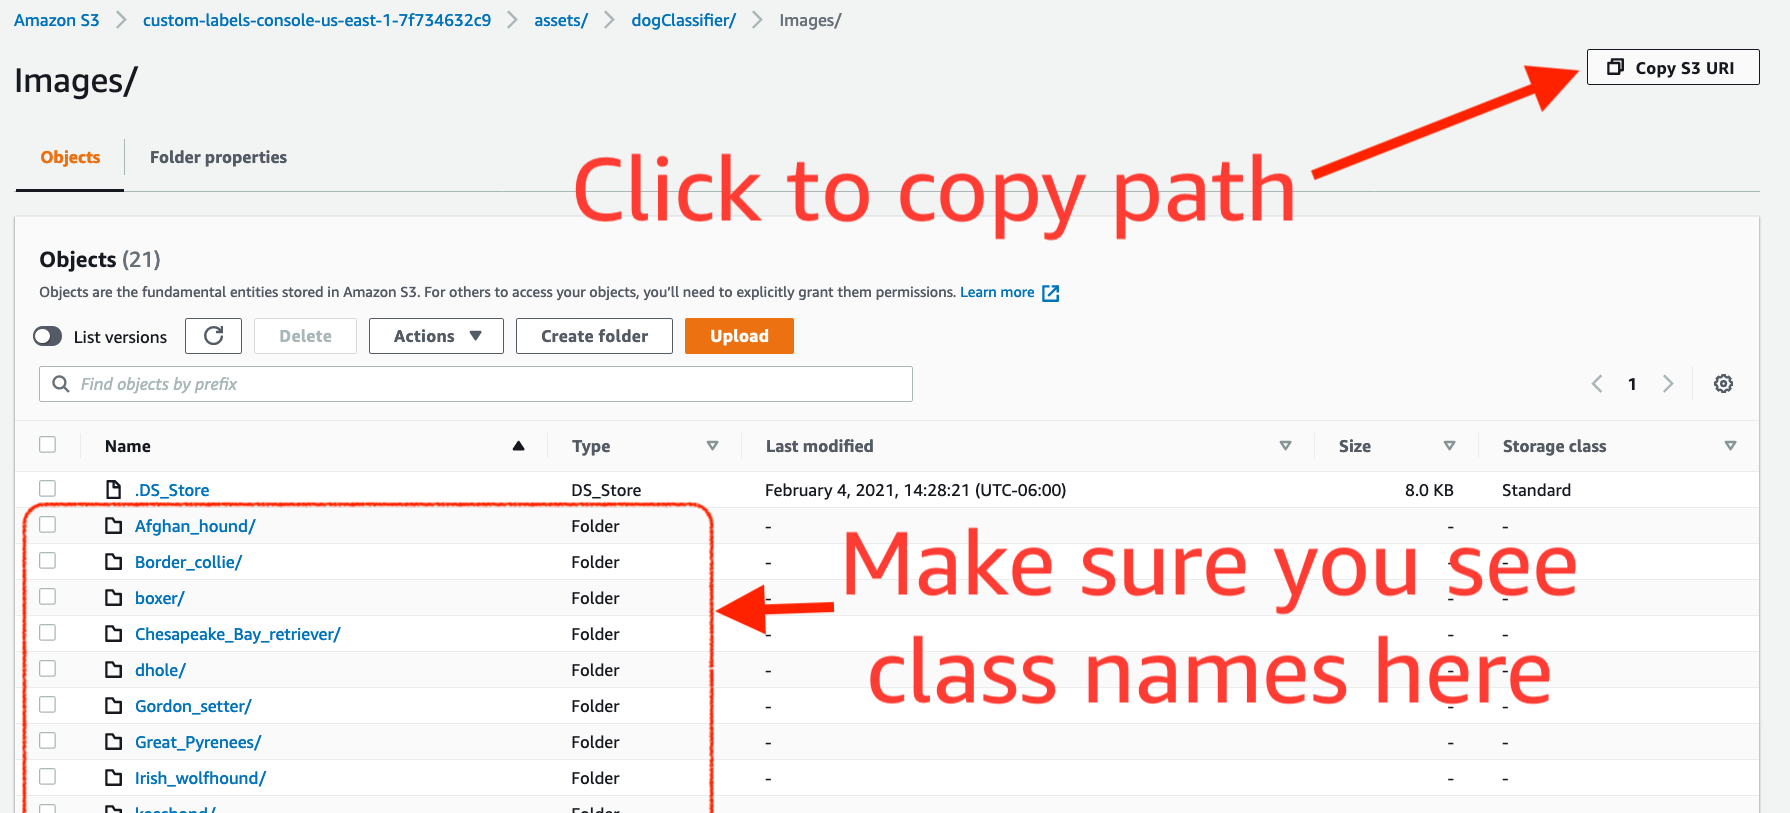 Amazon S3 > custom-labels-console-us-east-1-7f734632c9 > assets/ > dogClassifier/ > Images/
Images/
Copy S3 URI
Objects
Folder properties
Click to copy path
Objects (21)
Objects are the fundamental entities stored in Amazon S3. For others to access your objects, you'll need to explicitly grant them permissions. Learn more
List versions
Delete
Actions
Create folder
Upload
Find objects by prefix
1
Name Type Last modified Size Storage class
.DS_Store DS_Store February 4, 2021, 14:28:21 (UTC-06:00) 8.0 KB Standard
Afghan_hound/ Folder - - -
Border_collie/ Folder - - -
boxer/ Folder - - -
Chesapeake_Bay_retriever/ Folder - - -
dhole/ Folder - - -
Gordon_setter/ Folder - - -
Great_Pyrenees/ Folder - - -
Irish_wolfhound/ Folder - - -
Make sure you see
class names here